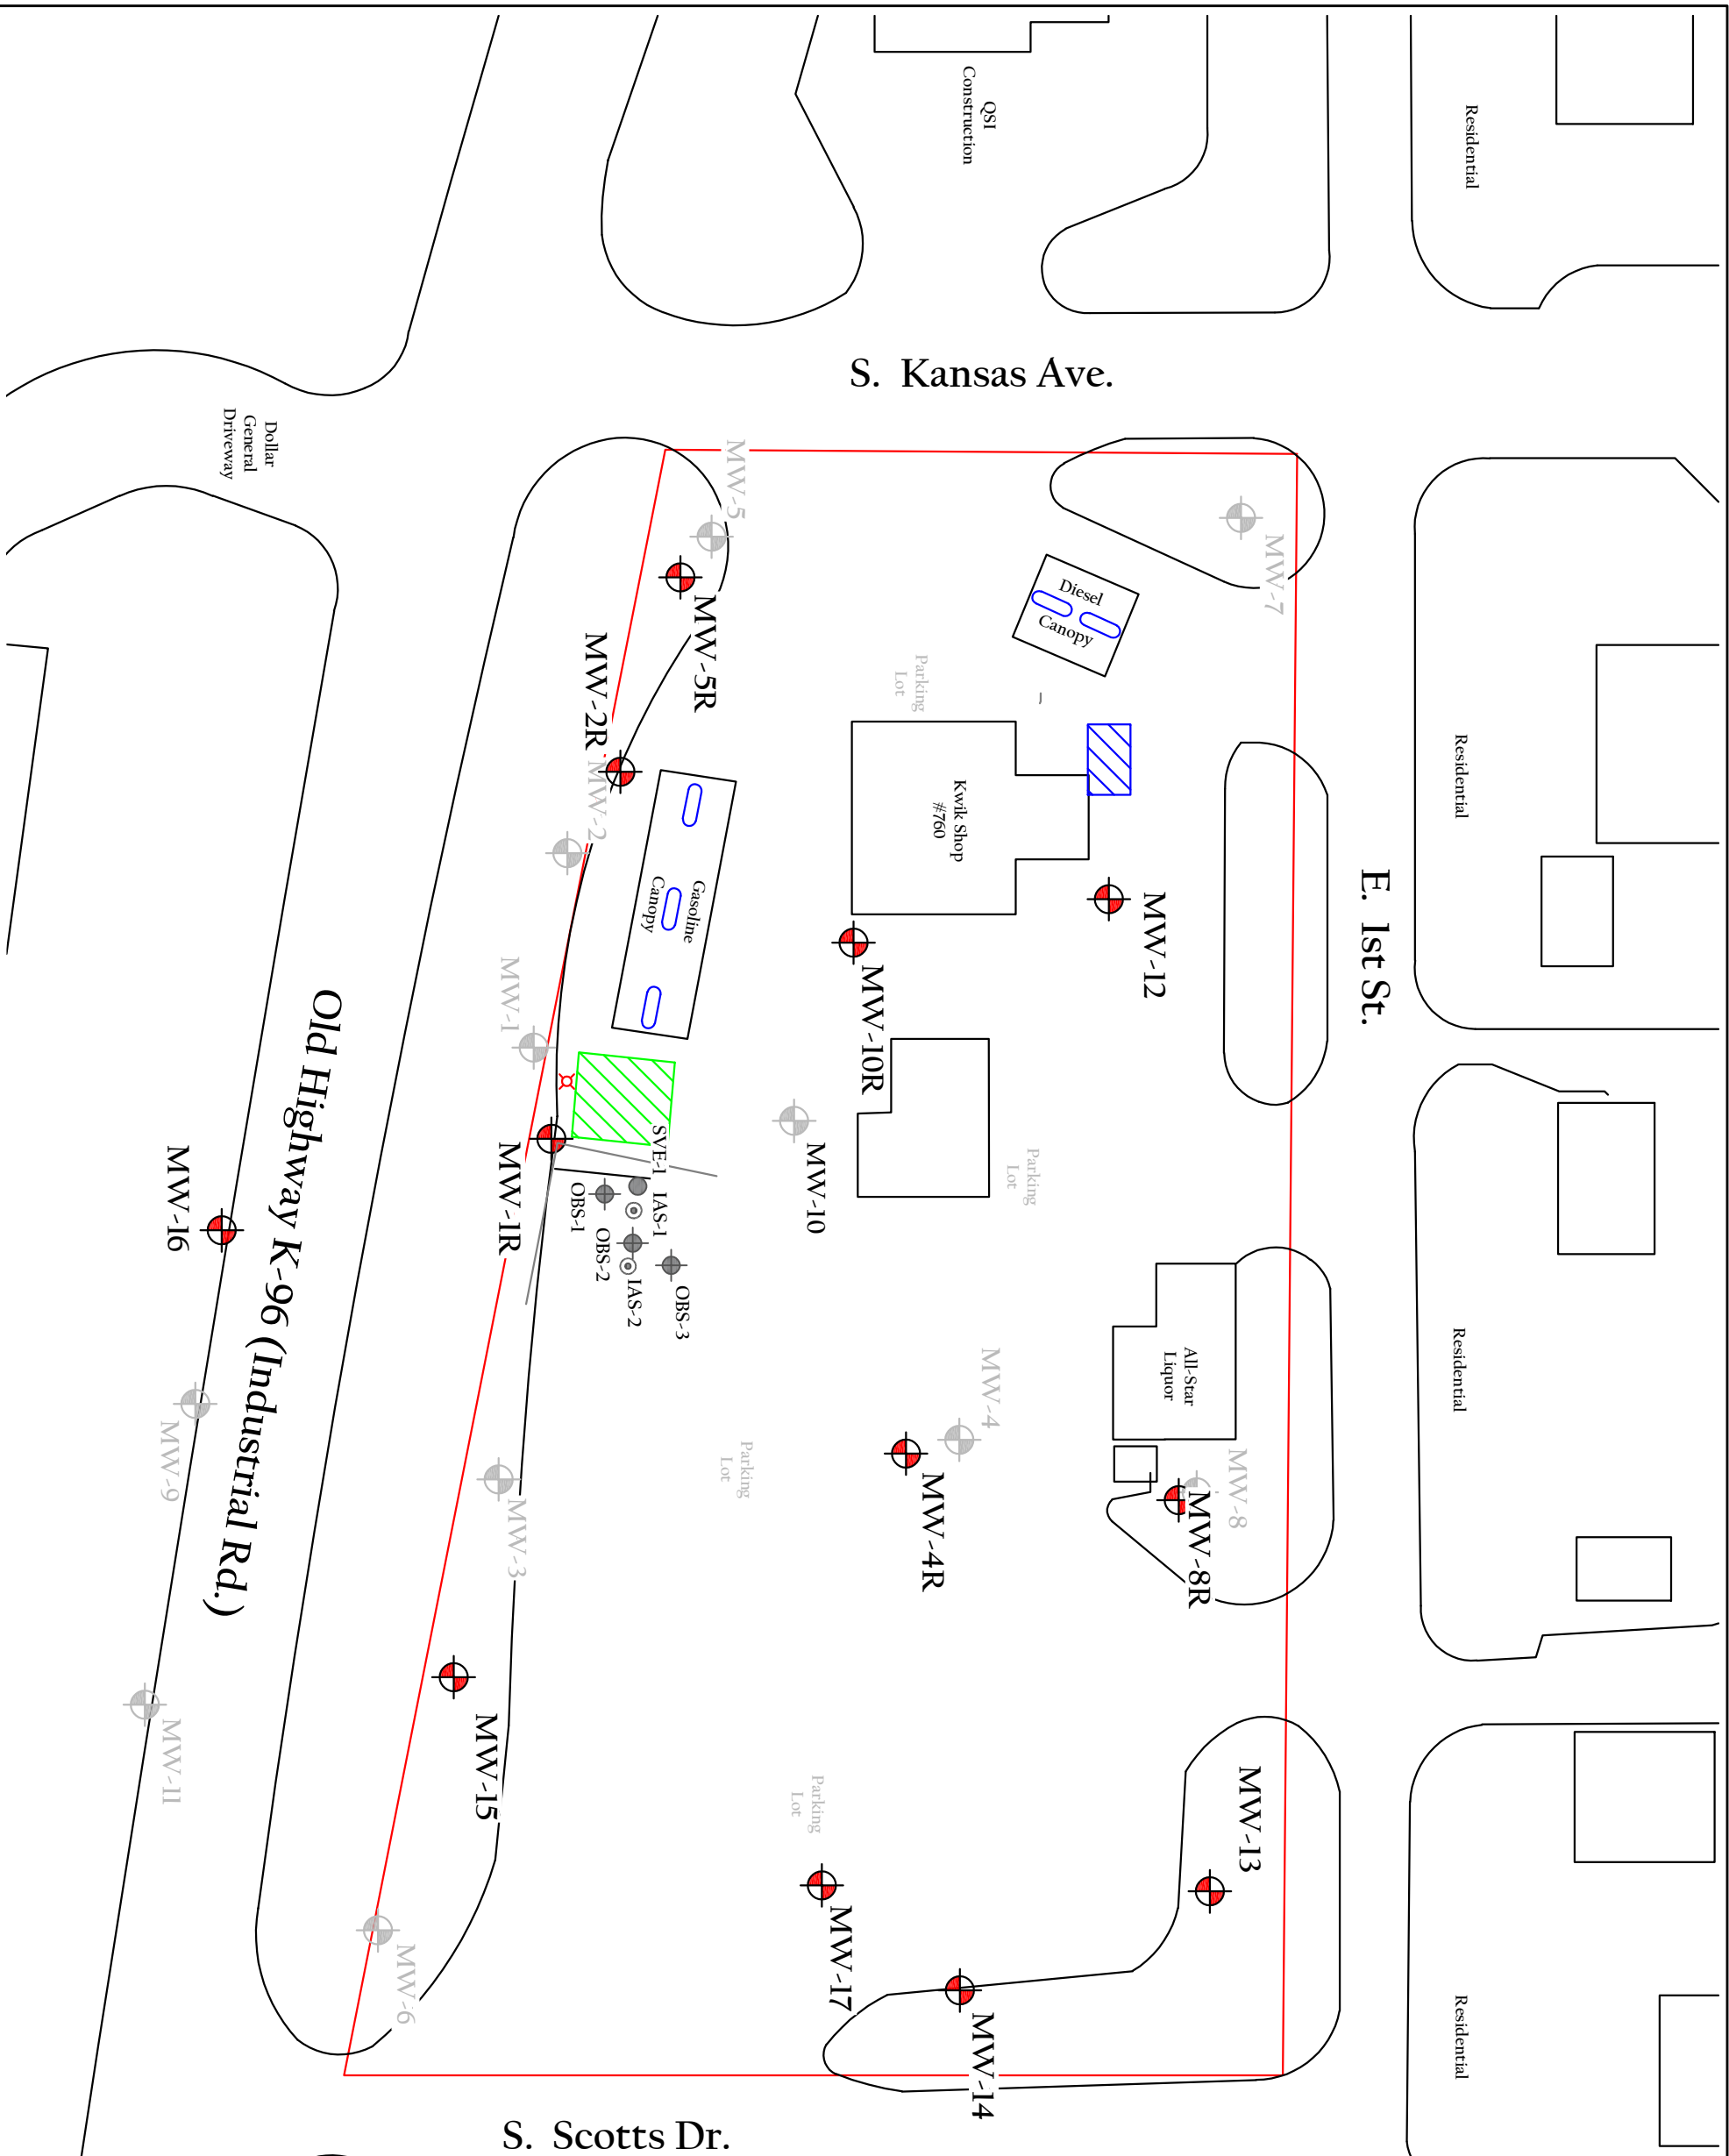 QSI
Construction
Residential
S. Kansas Ave.
Dollar
General
Driveway
MW-5
MW-7
Diesel
Canopy
MW-5R
MW-2R
Parking
Lot
MW-2
Kwik Shop
#760
Residential
Gasoline
Canopy
MW-12
E. 1st St.
MW-1
MW-10R
Old Highway K-96 (Industrial Rd.)
SVE-1
MW-16
MW-1R
OBS-1
IAS-1
MW-10
Parking
Lot
OBS-2
IAS-2
OBS-3
MW-4
All-Star
Liquor
Residential
MW-9
MW-3
Parking
Lot
MW-4R
MW-8
MW-8R
MW-11
MW-15
Parking
Lot
MW-13
MW-17
MW-6
MW-14
Residential
S. Scotts Dr.